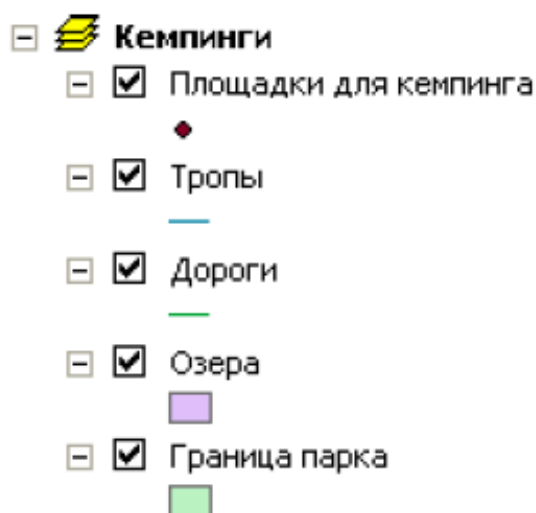 Кемпинги
Площадки для кемпинга
Тропы
Дороги
Озера
Граница парка